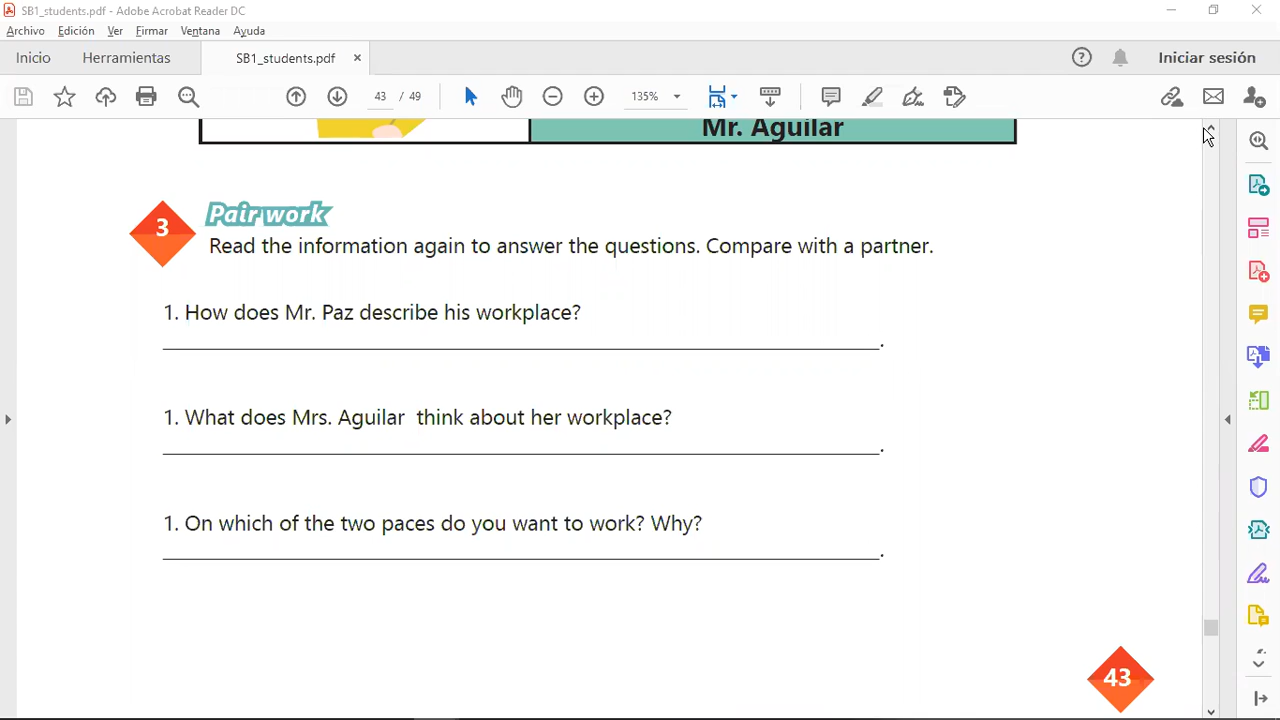 SB1_students.pdf - Adobe Acrobat Reader DC
Archivo Edición Ver Firmar Ventana Ayuda
Inicio Herramientas SB1_students.pdf × Iniciar sesión
43 / 49 135%
Mr. Aguilar
3 Pair work
Read the information again to answer the questions. Compare with a partner.
1. How does Mr. Paz describe his workplace?
.
1. What does Mrs. Aguilar think about her workplace?
.
1. On which of the two paces do you want to work? Why?
.
43